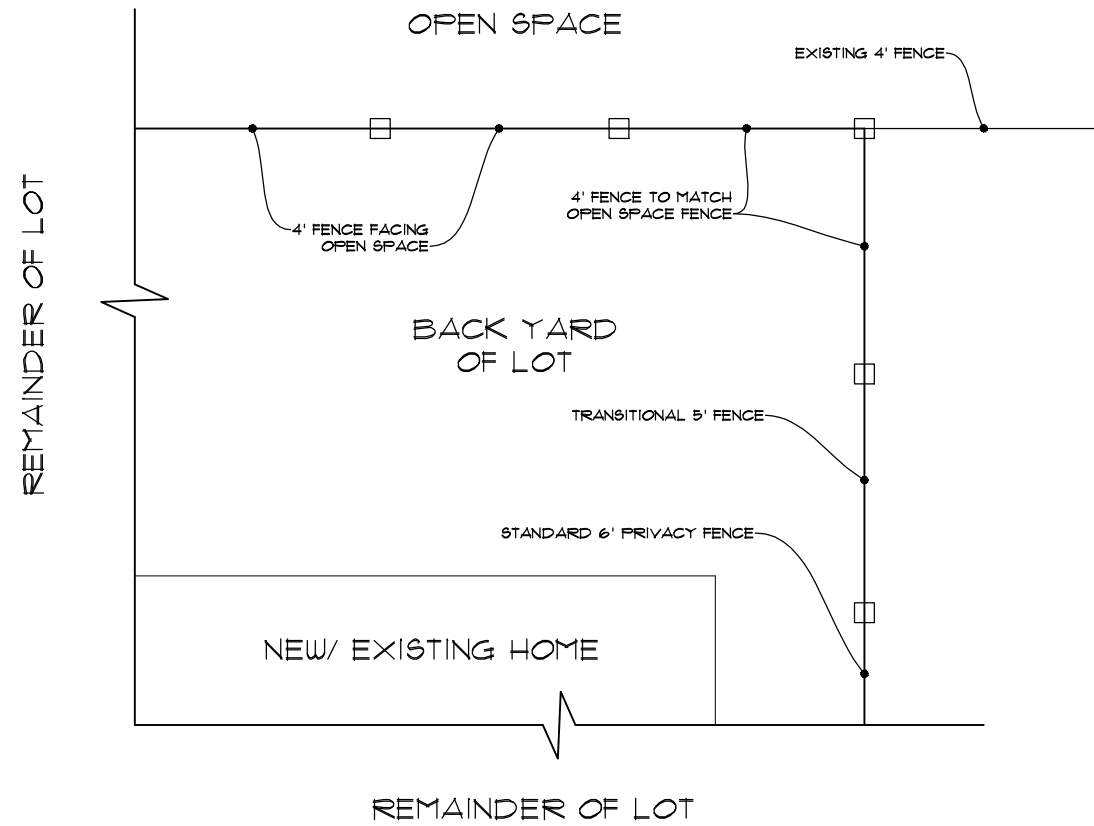 OPEN SPACE
EXISTING 4' FENCE
4' FENCE TO MATCH
OPEN SPACE FENCE
4' FENCE FACING
OPEN SPACE
REMAINDER OF LOT
BACK YARD
OF LOT
TRANSITIONAL 5' FENCE
STANDARD 6' PRIVACY FENCE
NEW/ EXISTING HOME
REMAINDER OF LOT